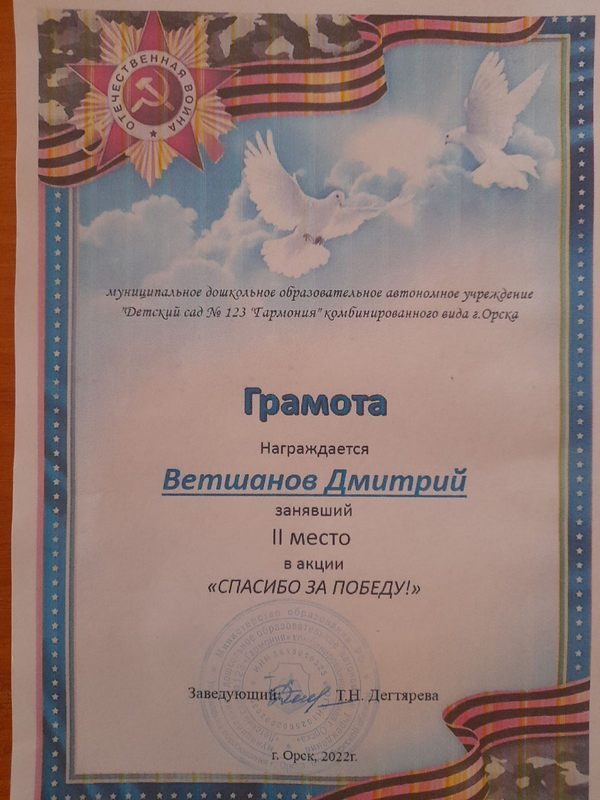 ОТЕЧЕСТВЕННАЯ ВОЙНА
муниципальное дошкольное образовательное автономное учреждение
"Детский сад № 123 "Гармония" комбинированного вида г.Орска
Грамота
Награждается
Ветшанов Дмитрий
занявший
II место
в акции
«СПАСИБО ЗА ПОБЕДУ!»
Заведующий
Т.Н. Дегтярева
г. Орск, 2022г.